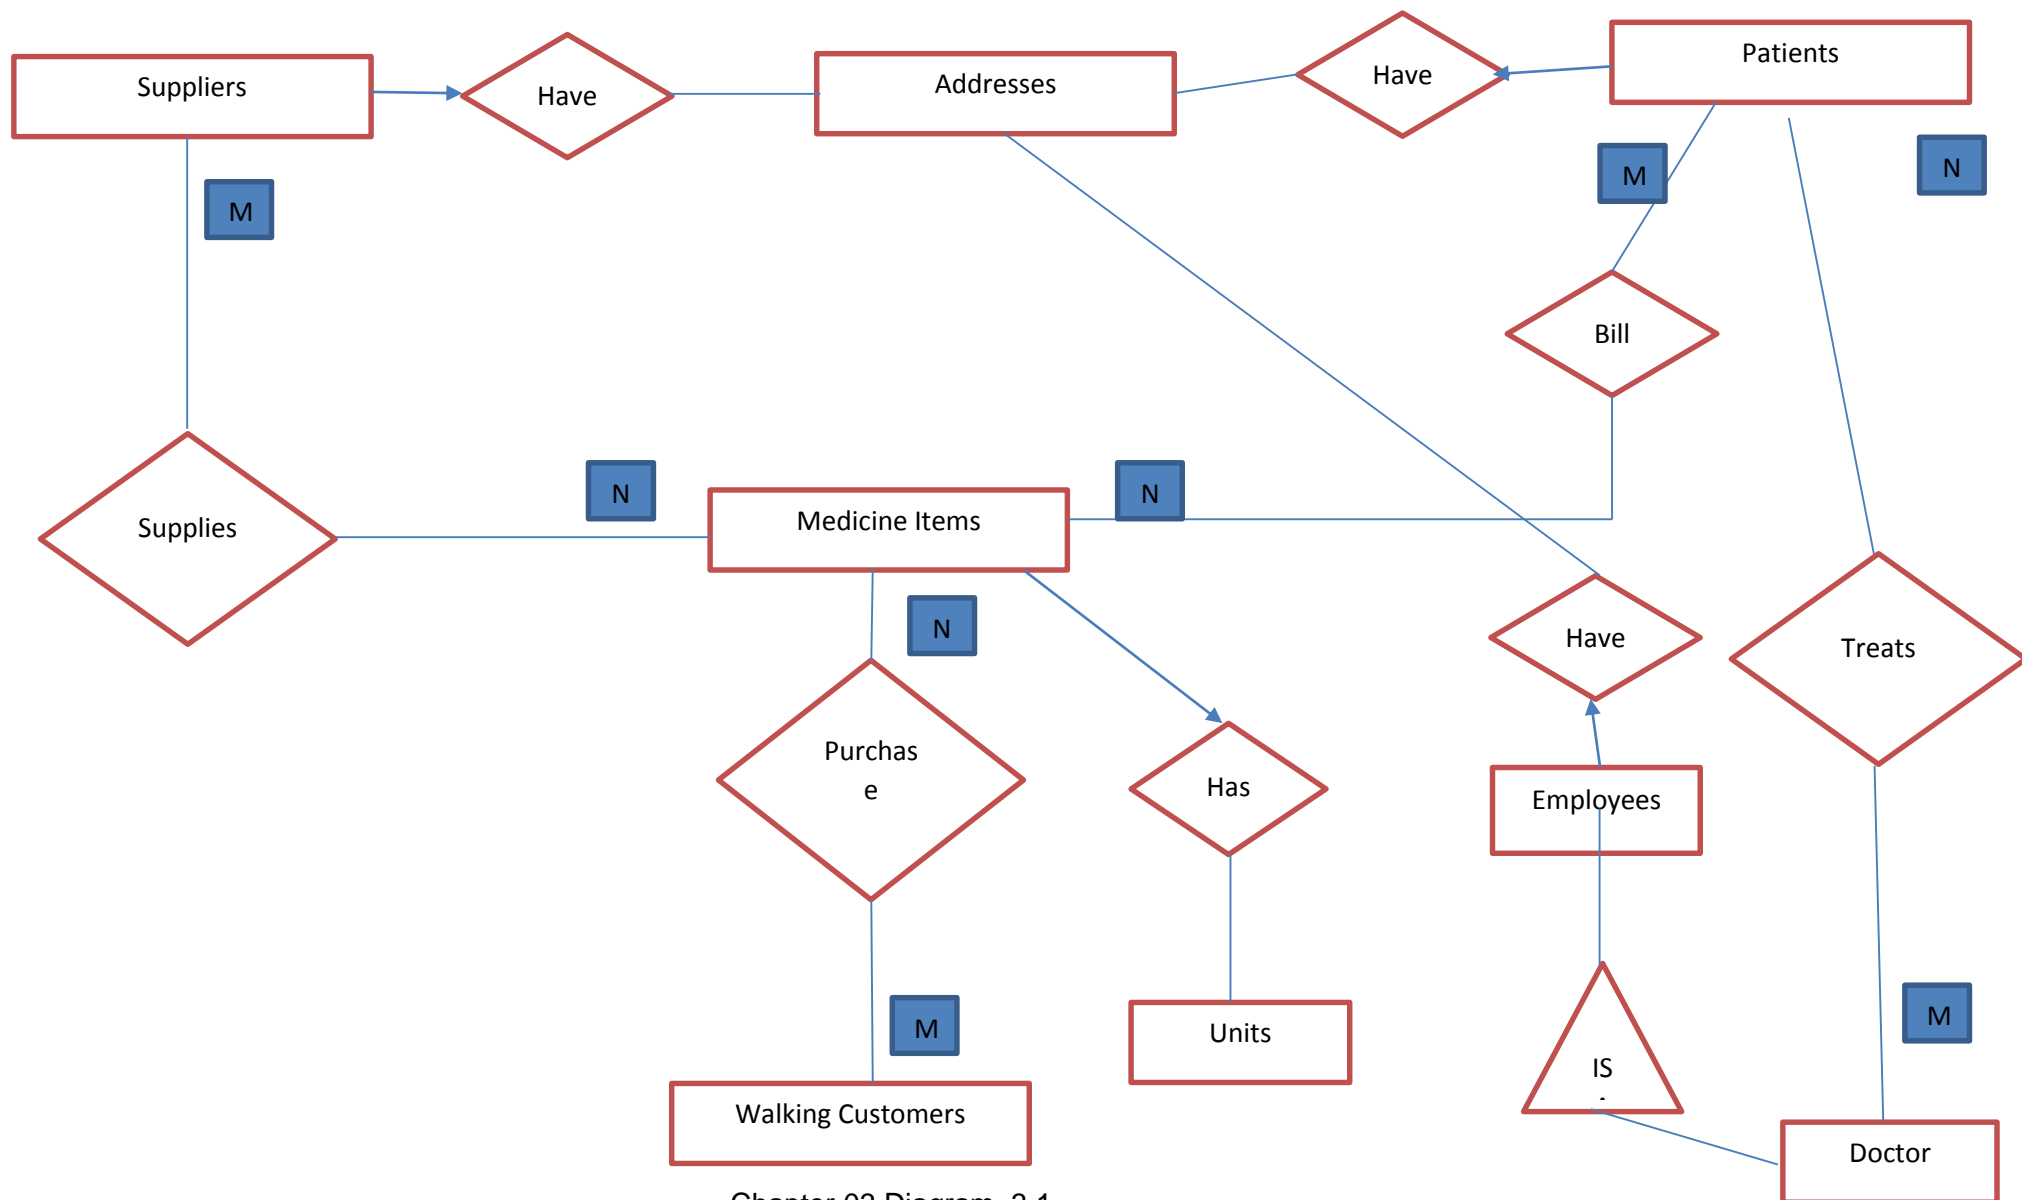 Suppliers
Have
Addresses
Have
Patients
M
M
N
Bill
Supplies
N
Medicine Items
N
N
Have
Treats
Purchas
e
Has
Employees
M
Units
M
IS
Walking Customers
Doctor